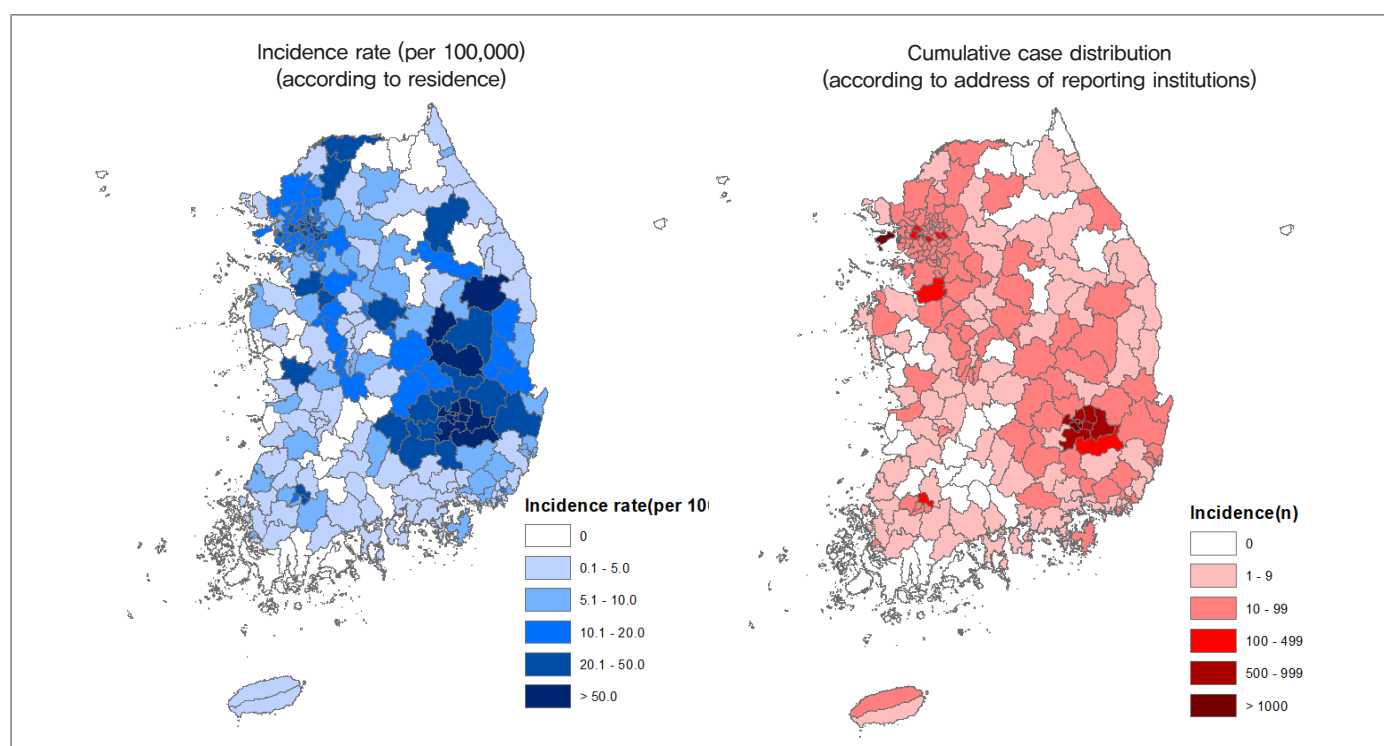 Incidence rate (per 100,000)
(according to residence)
Cumulative case distribution
(according to address of reporting institutions)
Incidence rate(per 10
0
0.1 - 5.0
5.1 - 10.0
10.1 - 20.0
20.1 - 50.0
> 50.0
Incidence(n)
0
1 - 9
10 - 99
100 - 499
500 - 999
> 1000